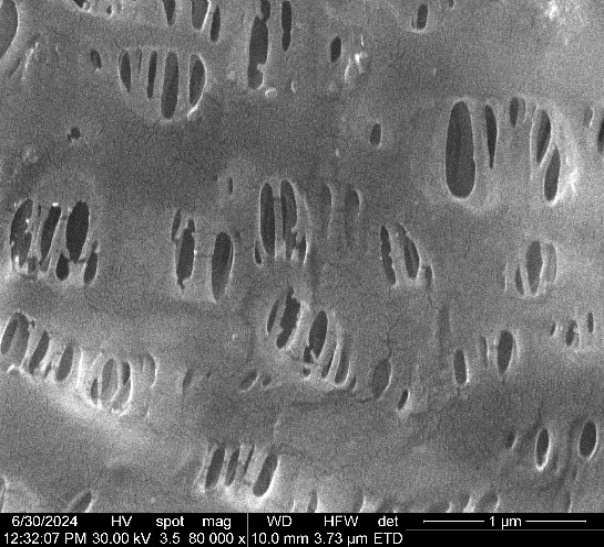 6/30/2024 HV spot mag WD HFW det 1 µm
12:32:07 PM 30.00 kV 3.5 80 000 x 10.0 mm 3.73 µm ETD